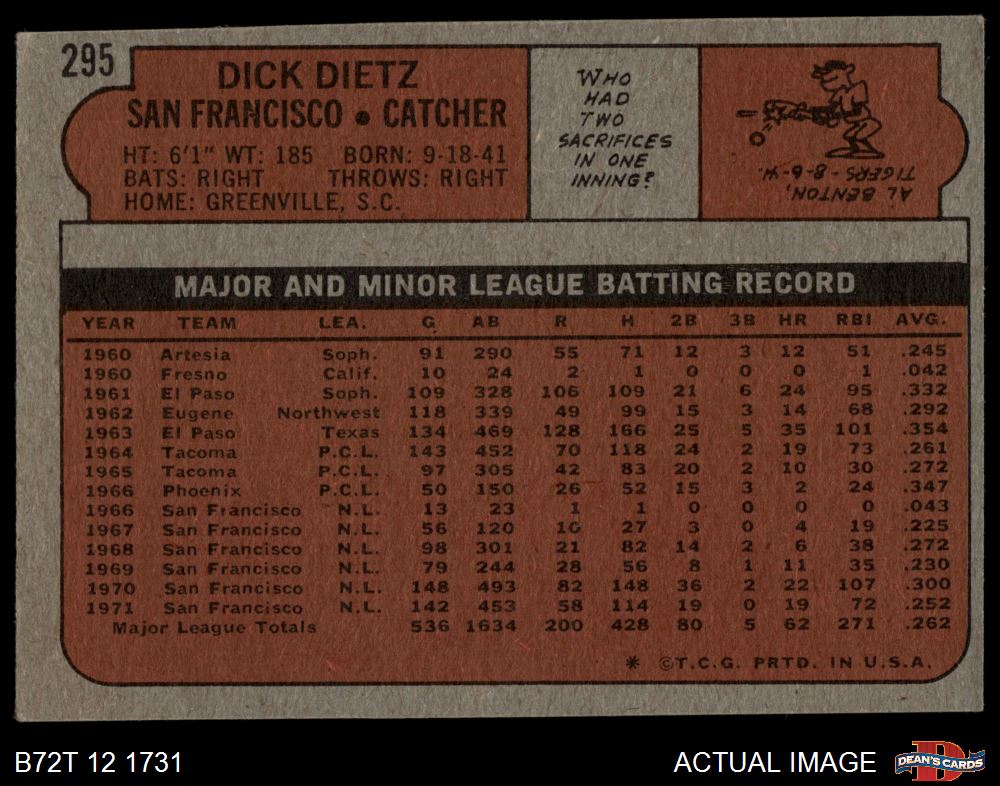 295
DICK DIETZ
SAN FRANCISCO • CATCHER
HT: 6'1" WT: 185 BORN: 9-18-41
BATS: RIGHT THROWS: RIGHT
HOME: GREENVILLE, S.C.
WHO
HAD
TWO
SACRIFICES
IN ONE
INNING?
AL BENTON,
TIGERS - 8-6-41.
MAJOR AND MINOR LEAGUE BATTING RECORD
YEAR TEAM LEA. G AB R H 2B 3B HR RBI AVG.
1960 Artesia Soph. 91 290 55 71 12 3 12 51 .245
1960 Fresno Calif. 10 24 2 1 0 0 0 1 .042
1961 El Paso Soph. 109 328 106 109 21 6 24 95 .332
1962 Eugene Northwest 118 339 49 99 15 3 14 68 .292
1963 El Paso Texas 134 469 128 166 25 5 35 101 .354
1964 Tacoma P.C.L. 143 452 70 118 24 2 19 73 .261
1965 Tacoma P.C.L. 97 305 42 83 20 2 10 30 .272
1966 Phoenix P.C.L. 50 150 26 52 15 3 2 24 .347
1966 San Francisco N.L. 13 23 1 1 0 0 0 0 .043
1967 San Francisco N.L. 56 120 10 27 3 0 4 19 .225
1968 San Francisco N.L. 98 301 21 82 14 2 6 38 .272
1969 San Francisco N.L. 79 244 28 56 8 1 11 35 .230
1970 San Francisco N.L. 148 493 82 148 36 2 22 107 .300
1971 San Francisco N.L. 142 453 58 114 19 0 19 72 .252
Major League Totals 536 1634 200 428 80 5 62 271 .262
* ©T.C.G. PRTD. IN U.S.A.
B72T 12 1731
ACTUAL IMAGE
D
DEAN'S CARDS